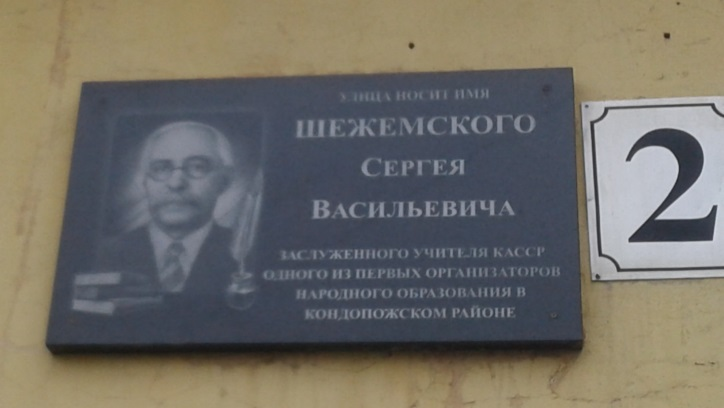 УЛИЦА НОСИТ ИМЯ
ШЕЖЕМСКОГО
СЕРГЕЯ
ВАСИЛЬЕВИЧА
ЗАСЛУЖЕННОГО УЧИТЕЛЯ КАССР
ОДНОГО ИЗ ПЕРВЫХ ОРГАНИЗАТОРОВ
НАРОДНОГО ОБРАЗОВАНИЯ В
КОНДОПОЖСКОМ РАЙОНЕ
2